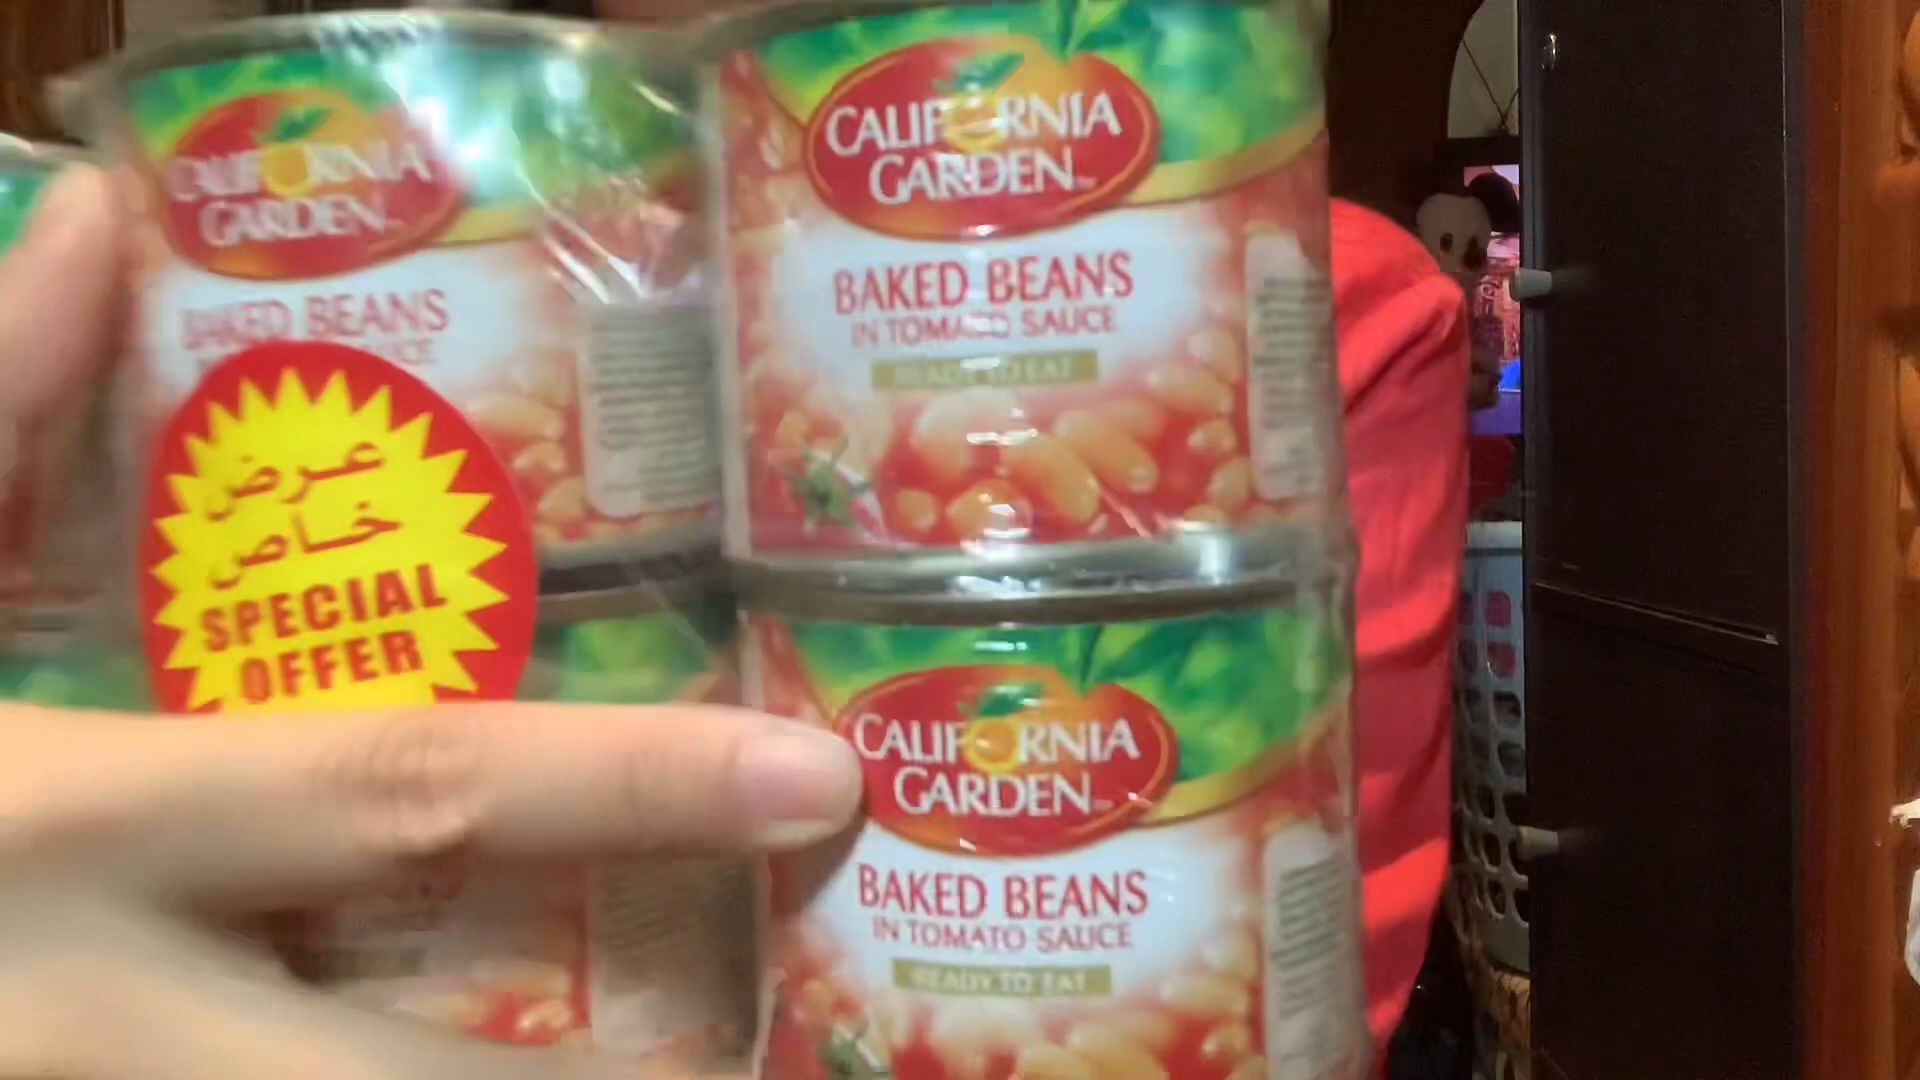 CALIFORNIA
GARDEN
BAKED BEANS
عرض
خاص
SPECIAL
OFFER
CALIFORNIA
GARDEN
BAKED BEANS
IN TOMATO SAUCE
READY TO EAT
CALIFORNIA
GARDEN
BAKED BEANS
IN TOMATO SAUCE
READY TO EAT